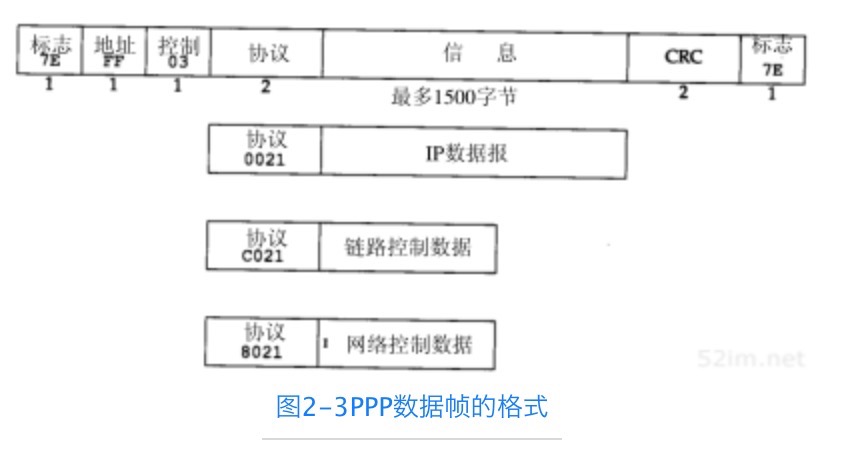 标志 地址 控制 协议 信 息 CRC 标志
7E FF 03 7E
1 1 1 2 最多1500字节 2 1
协议 IP数据报
0021
协议 链路控制数据
C021
协议 网络控制数据
8021
52im.net
图2-3PPP数据帧的格式